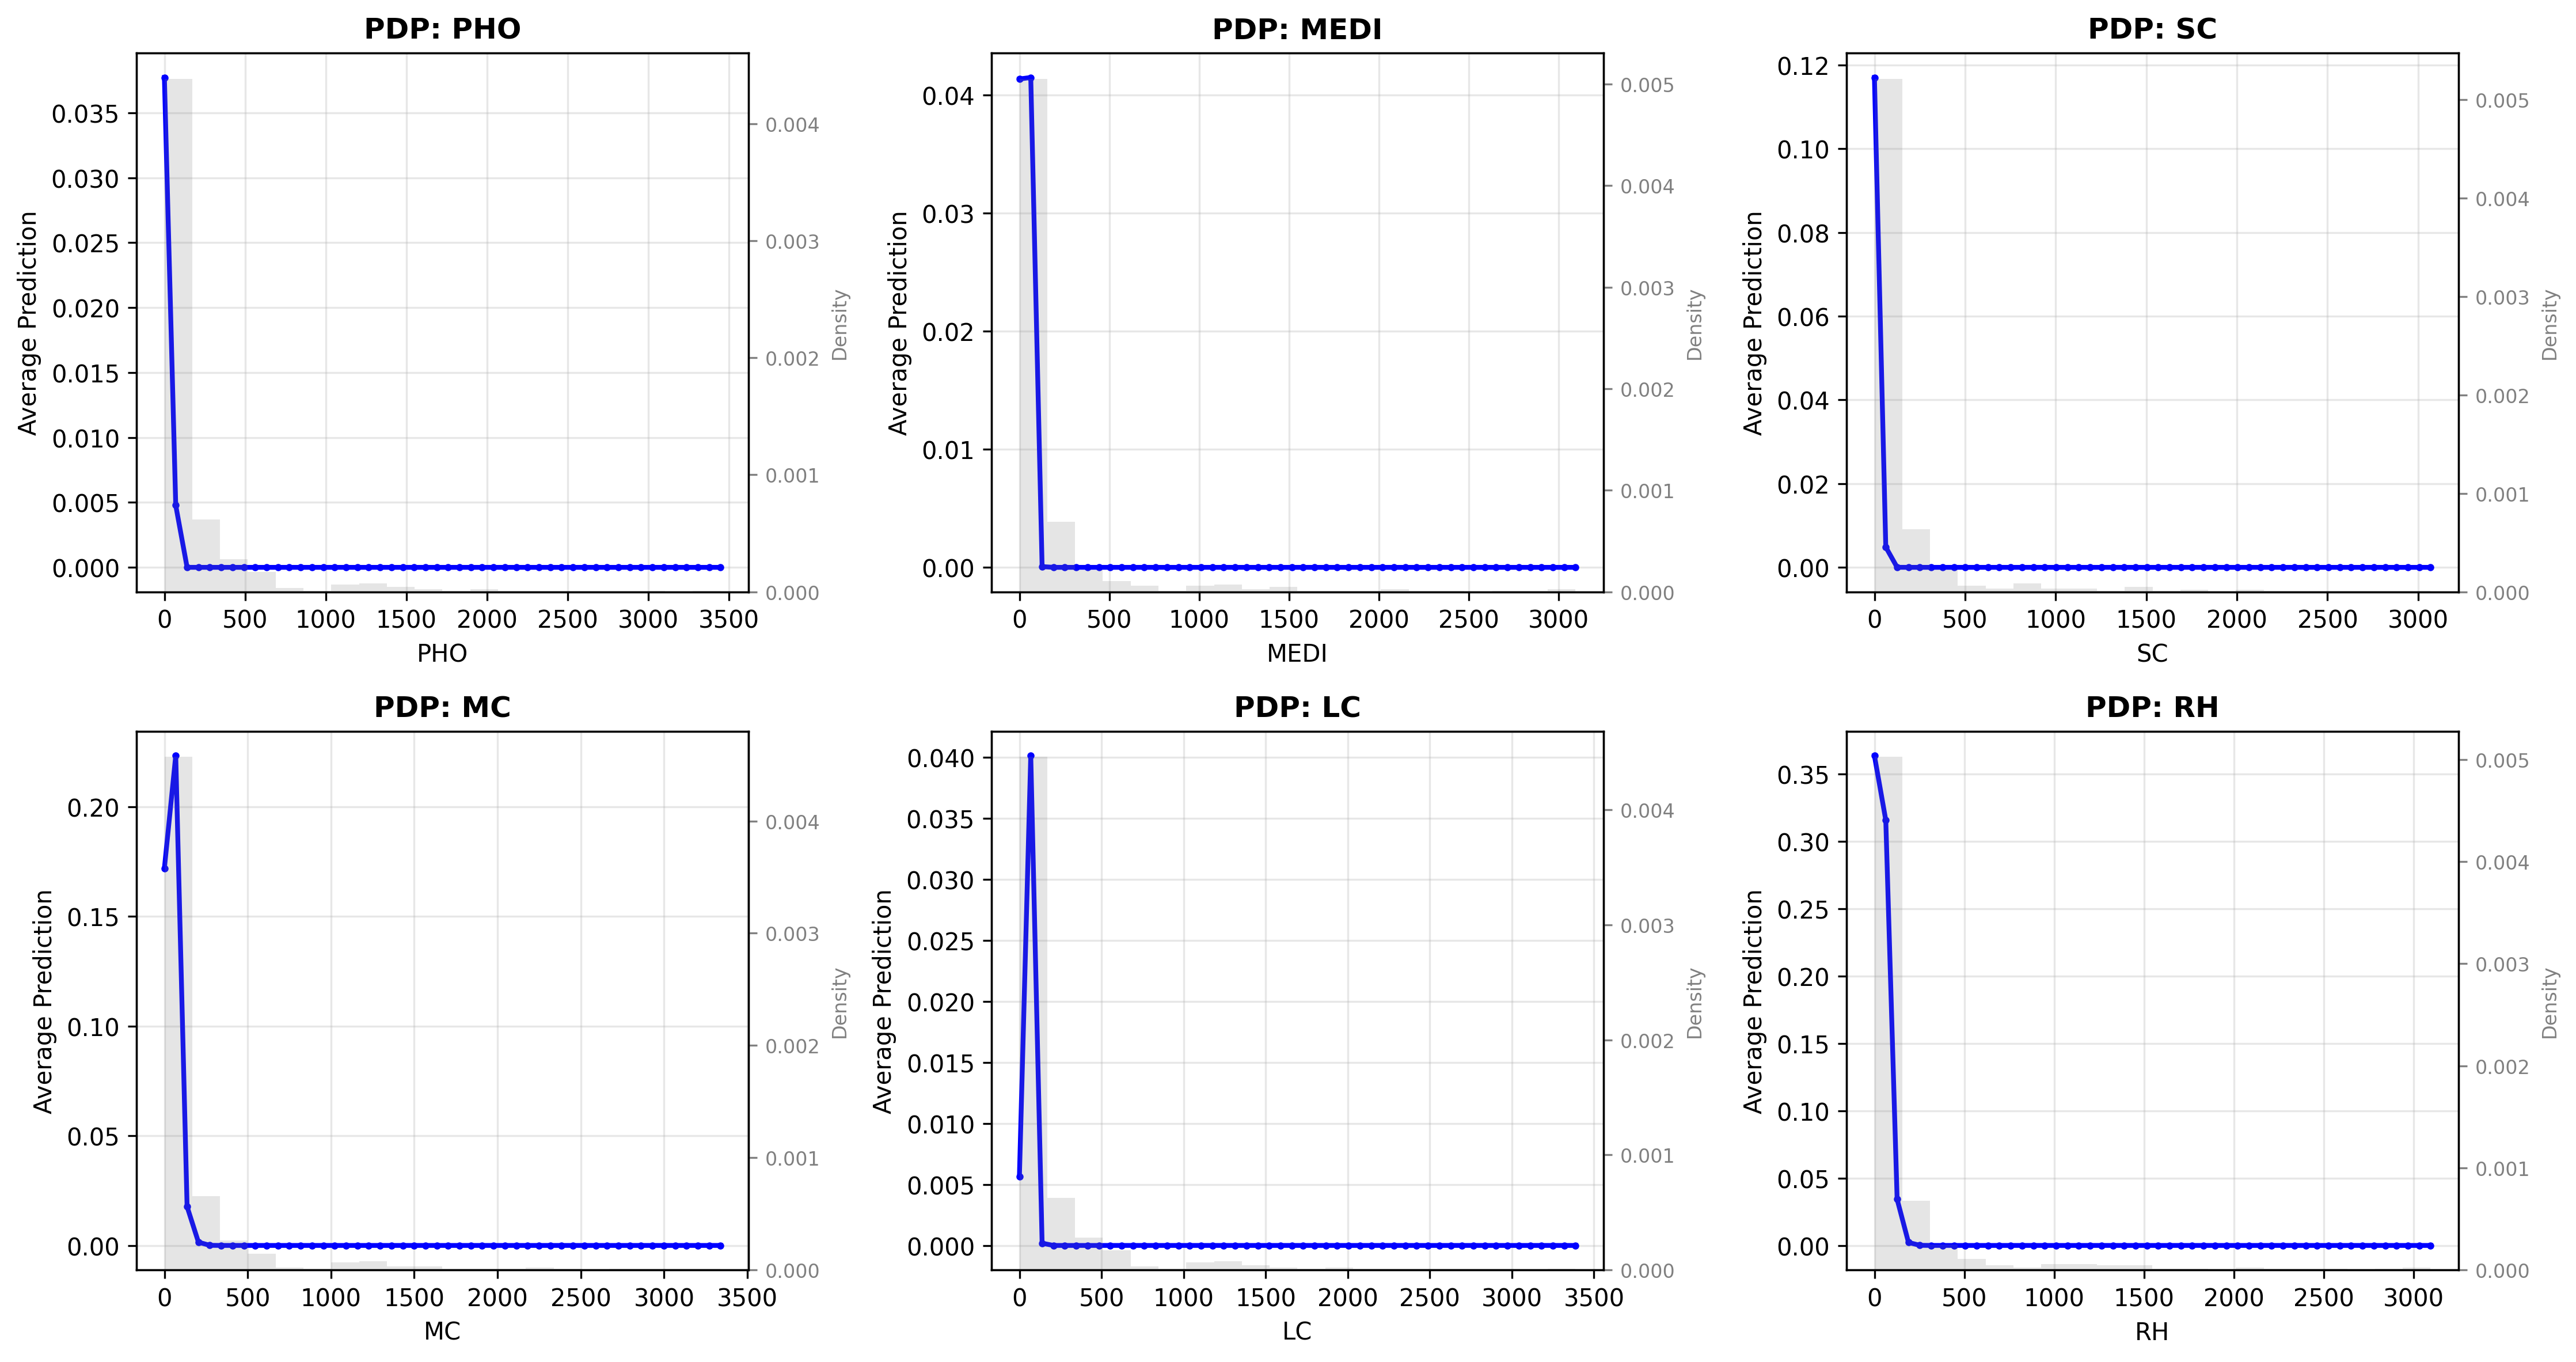 PDP: PHO
0.035
0.030
0.025
0.020
0.015
0.010
0.005
0.000
Average Prediction
0.004
0.003
0.002
0.001
0.000
Density
0 500 1000 1500 2000 2500 3000 3500
PHO
PDP: MEDI
0.04
0.03
0.02
0.01
0.00
Average Prediction
0.005
0.004
0.003
0.002
0.001
0.000
Density
0 500 1000 1500 2000 2500 3000
MEDI
PDP: SC
0.12
0.10
0.08
0.06
0.04
0.02
0.00
Average Prediction
0.005
0.004
0.003
0.002
0.001
0.000
Density
0 500 1000 1500 2000 2500 3000
SC
PDP: MC
0.20
0.15
0.10
0.05
0.00
Average Prediction
0.004
0.003
0.002
0.001
0.000
Density
0 500 1000 1500 2000 2500 3000 3500
MC
PDP: LC
0.040
0.035
0.030
0.025
0.020
0.015
0.010
0.005
0.000
Average Prediction
0.004
0.003
0.002
0.001
0.000
Density
0 500 1000 1500 2000 2500 3000 3500
LC
PDP: RH
0.35
0.30
0.25
0.20
0.15
0.10
0.05
0.00
Average Prediction
0.005
0.004
0.003
0.002
0.001
0.000
Density
0 500 1000 1500 2000 2500 3000
RH